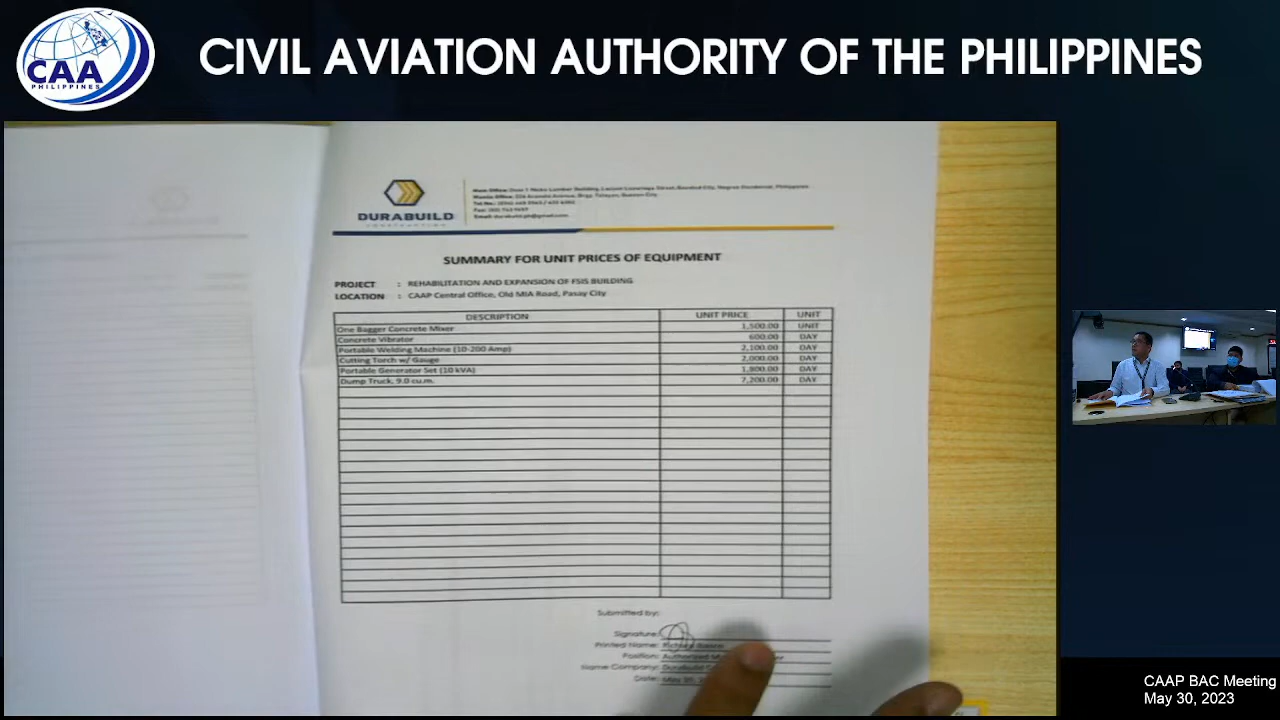 CAA
PHILIPPINES
CIVIL AVIATION AUTHORITY OF THE PHILIPPINES
DURABUILD
CONSTRUCTION
SUMMARY FOR UNIT PRICES OF EQUIPMENT
PROJECT : REHABILITATION AND EXPANSION OF FSIS BUILDING
LOCATION : CAAP Central Office, Old MIA Road, Pasay City
DESCRIPTION UNIT PRICE UNIT
One Bagger Concrete Mixer 1,500.00 UNIT
Concrete Vibrator 600.00 DAY
Portable Welding Machine (10-200 Amp) 2,100.00 DAY
Cutting Torch w/ Gauge 2,000.00 DAY
Portable Generator Set (10 kVA) 1,800.00 DAY
Dump Truck, 9.0 cu.m. 7,200.00 DAY
Submitted by:
Signature:
Printed Name:
Position: Authorized
Name Company: Durabuild
Date: May
CAAP BAC Meeting
May 30, 2023